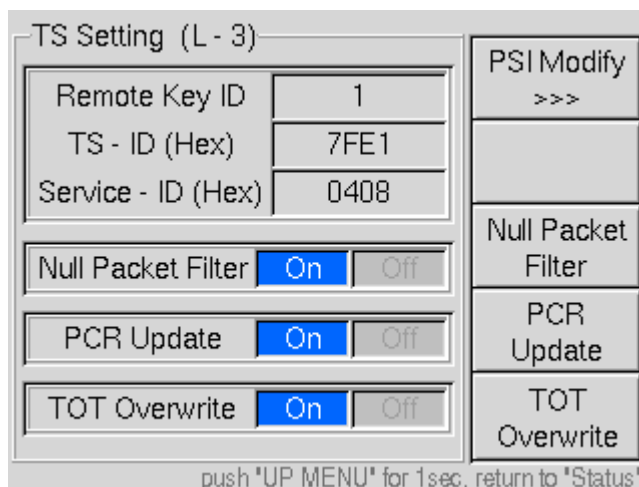 TS Setting (L - 3)
Remote Key ID 1
TS - ID (Hex) 7FE1
Service - ID (Hex) 0408
Null Packet Filter On Off
PCR Update On Off
TOT Overwrite On Off
PSI Modify
>>>
Null Packet
Filter
PCR
Update
TOT
Overwrite
push "UP MENU" for 1sec. return to "Status"